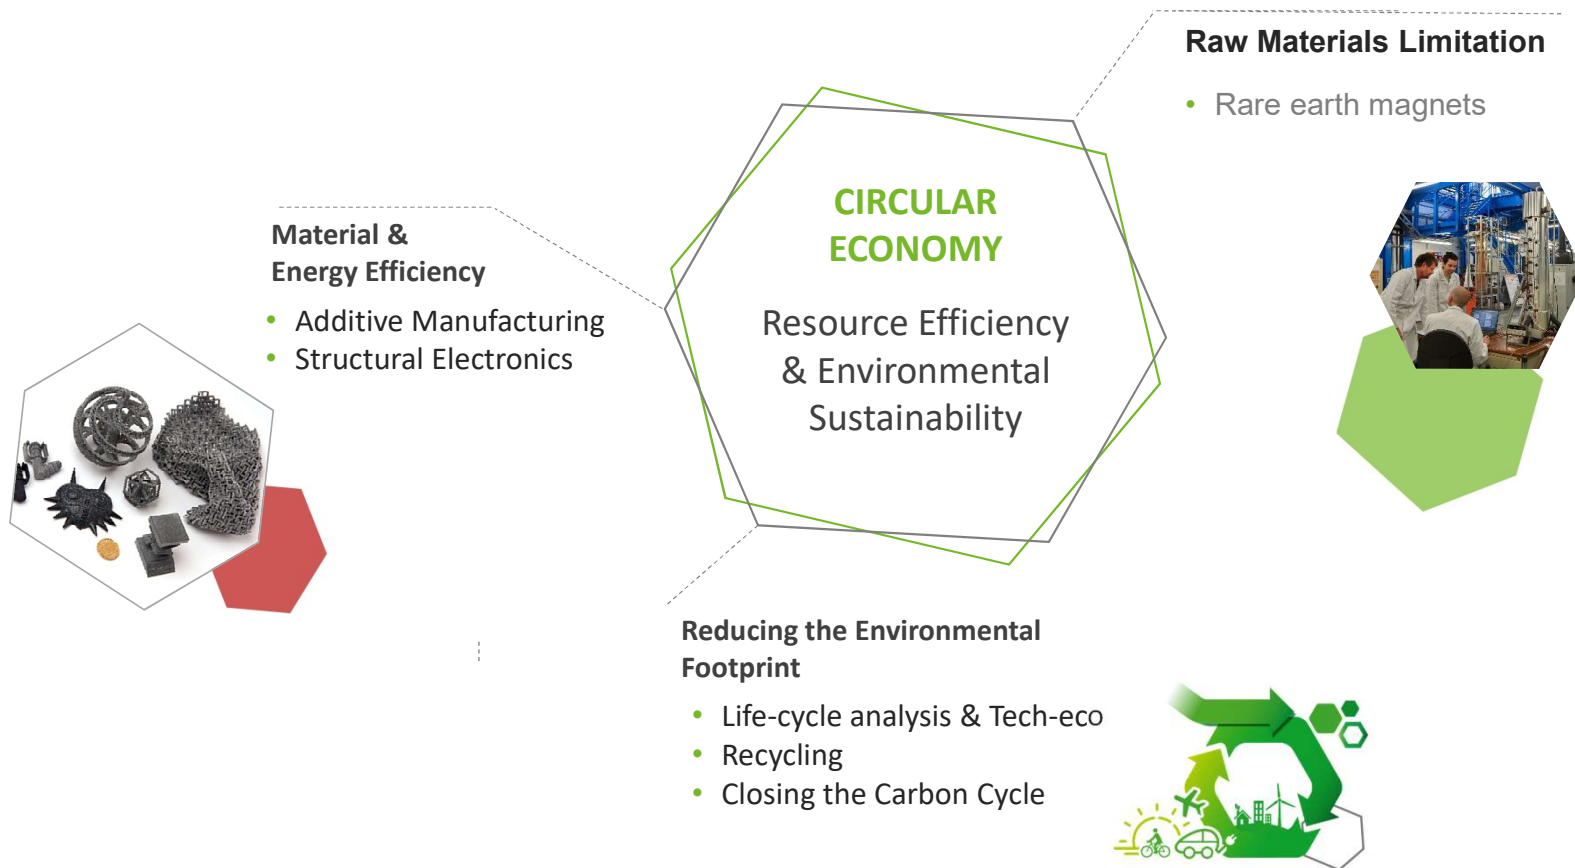 Raw Materials Limitation
• Rare earth magnets
CIRCULAR
ECONOMY
Resource Efficiency
& Environmental
Sustainability
Material &
Energy Efficiency
• Additive Manufacturing
• Structural Electronics
Reducing the Environmental
Footprint
• Life-cycle analysis & Tech-eco
• Recycling
• Closing the Carbon Cycle